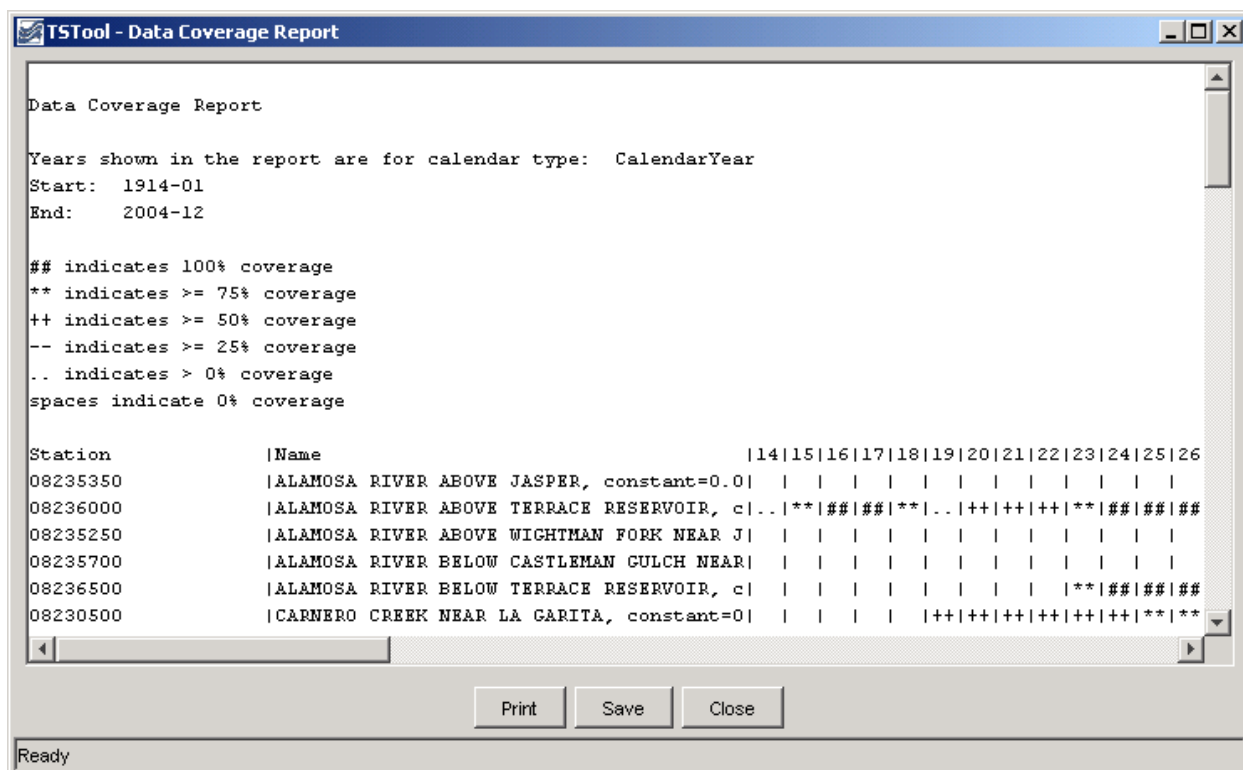 TSTool - Data Coverage Report
Data Coverage Report
Years shown in the report are for calendar type:  CalendarYear
Start:  1914-01
End:    2004-12
## indicates 100% coverage
** indicates >= 75% coverage
++ indicates >= 50% coverage
-- indicates >= 25% coverage
.. indicates > 0% coverage
spaces indicate 0% coverage
Station             |Name                                    |14|15|16|17|18|19|20|21|22|23|24|25|26
08235350            |ALAMOSA RIVER ABOVE JASPER, constant=0.0|  |  |  |  |  |  |  |  |  |  |  |  |
08236000            |ALAMOSA RIVER ABOVE TERRACE RESERVOIR, c|..|**|##|##|**|..|++|++|++|**|##|##|##
08235250            |ALAMOSA RIVER ABOVE WIGHTMAN FORK NEAR J|  |  |  |  |  |  |  |  |  |  |  |  |
08235700            |ALAMOSA RIVER BELOW CASTLEMAN GULCH NEAR|  |  |  |  |  |  |  |  |  |  |  |  |
08236500            |ALAMOSA RIVER BELOW TERRACE RESERVOIR, c|  |  |  |  |  |  |  |  |  |**|##|##|##
08230500            |CARNERO CREEK NEAR LA GARITA, constant=0|  |  |  |  |  |++|++|++|++|++|++|**|**
Print Save Close
Ready